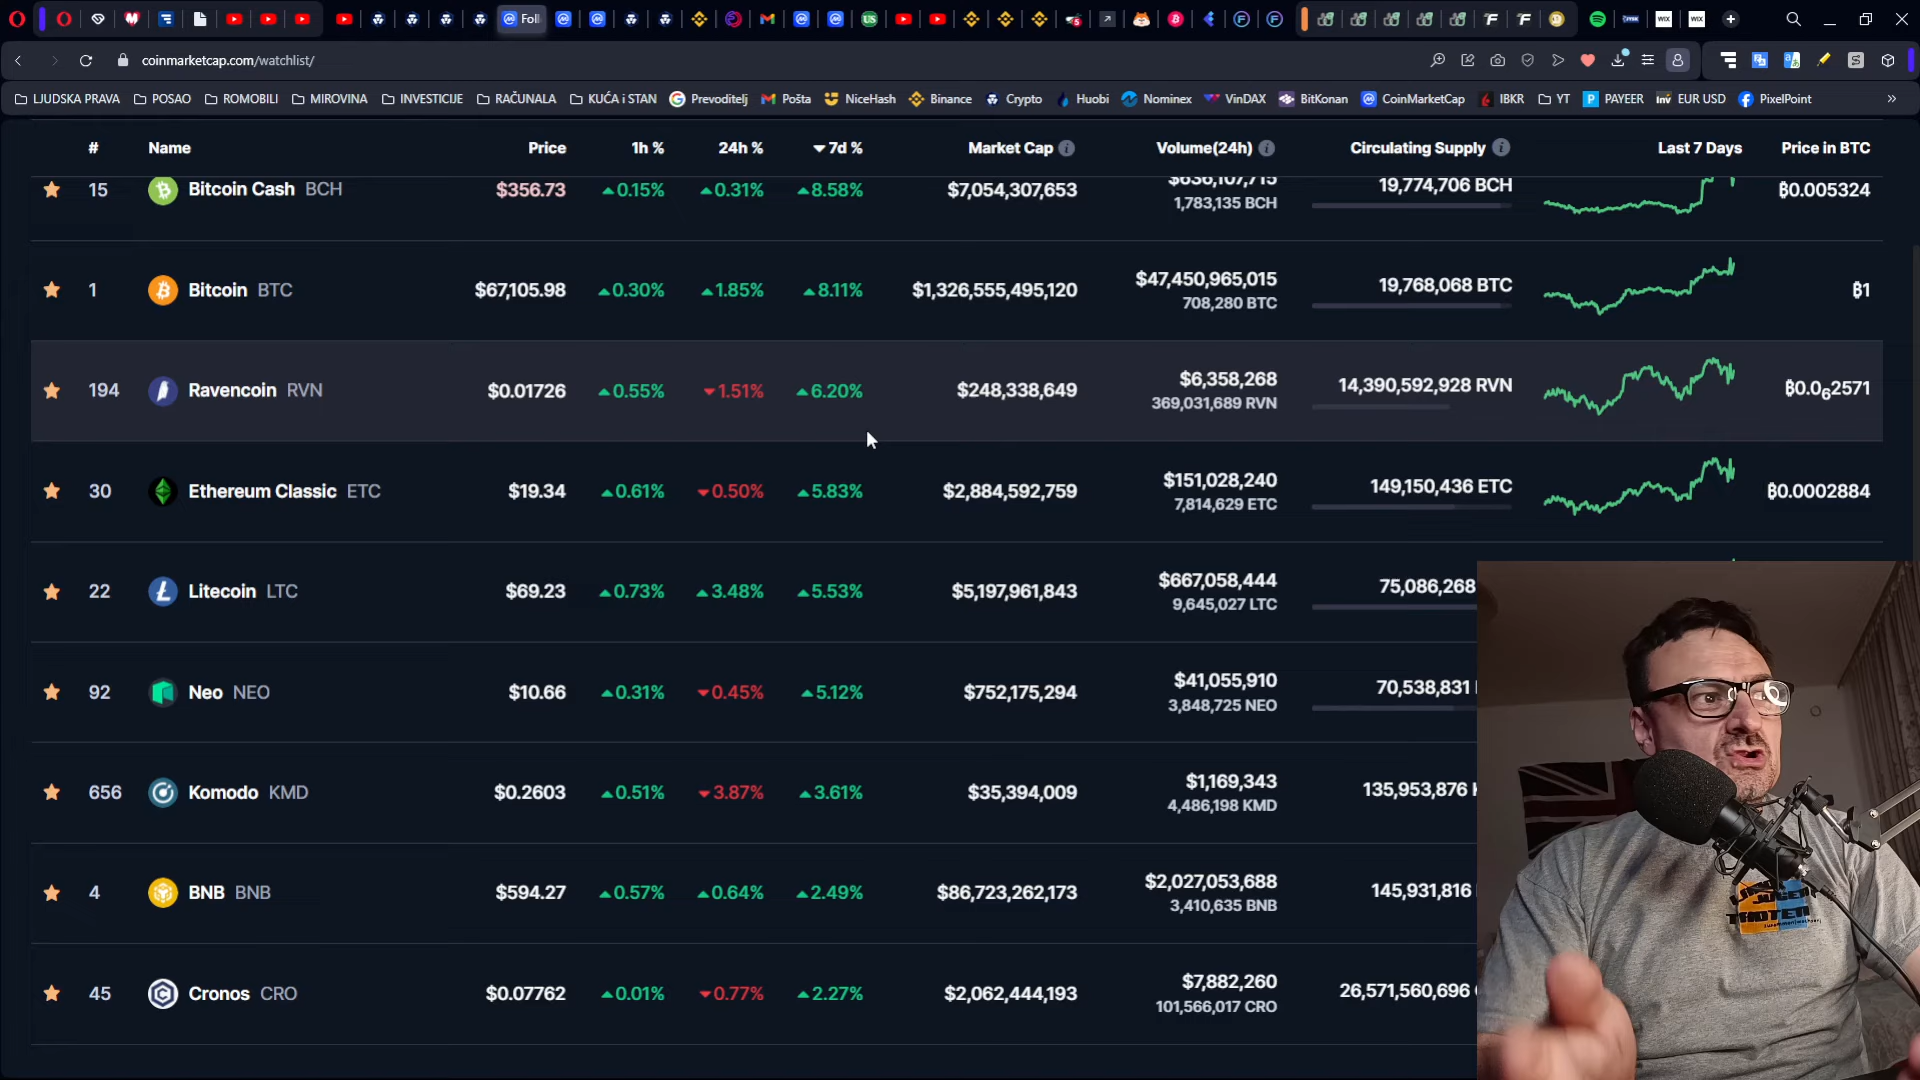 Foll
coinmarketcap.com/watchlist/
LJUDSKA PRAVA POSAO ROMOBILI MIROVINA INVESTICIJE RAČUNALA KUĆA i STAN Prevoditelj Pošta NiceHash Binance Crypto Huobi Nominex VinDAX BitKonan CoinMarketCap IBKR YT PAYEER EUR USD PixelPoint
# Name Price 1h % 24h % 7d % Market Cap Volume(24h) Circulating Supply Last 7 Days Price in BTC
15 Bitcoin Cash BCH $356.73 0.15% 0.31% 8.58% $7,054,307,653 $636,107,715 19,774,706 BCH ₿0.005324
1,783,135 BCH
1 Bitcoin BTC $67,105.98 0.30% 1.85% 8.11% $1,326,555,495,120 $47,450,965,015 19,768,068 BTC ₿1
708,280 BTC
194 Ravencoin RVN $0.01726 0.55% 1.51% 6.20% $248,338,649 $6,358,268 14,390,592,928 RVN ₿0.0₆2571
369,031,689 RVN
30 Ethereum Classic ETC $19.34 0.61% 0.50% 5.83% $2,884,592,759 $151,028,240 149,150,436 ETC ₿0.0002884
7,814,629 ETC
22 Litecoin LTC $69.23 0.73% 3.48% 5.53% $5,197,961,843 $667,058,444 75,086,268
9,645,027 LTC
92 Neo NEO $10.66 0.31% 0.45% 5.12% $752,175,294 $41,055,910 70,538,831
3,848,725 NEO
656 Komodo KMD $0.2603 0.51% 3.87% 3.61% $35,394,009 $1,169,343 135,953,876 K
4,486,198 KMD
4 BNB BNB $594.27 0.57% 0.64% 2.49% $86,723,262,173 $2,027,053,688 145,931,816
3,410,635 BNB
45 Cronos CRO $0.07762 0.01% 0.77% 2.27% $2,062,444,193 $7,882,260 26,571,560,696
101,566,017 CRO